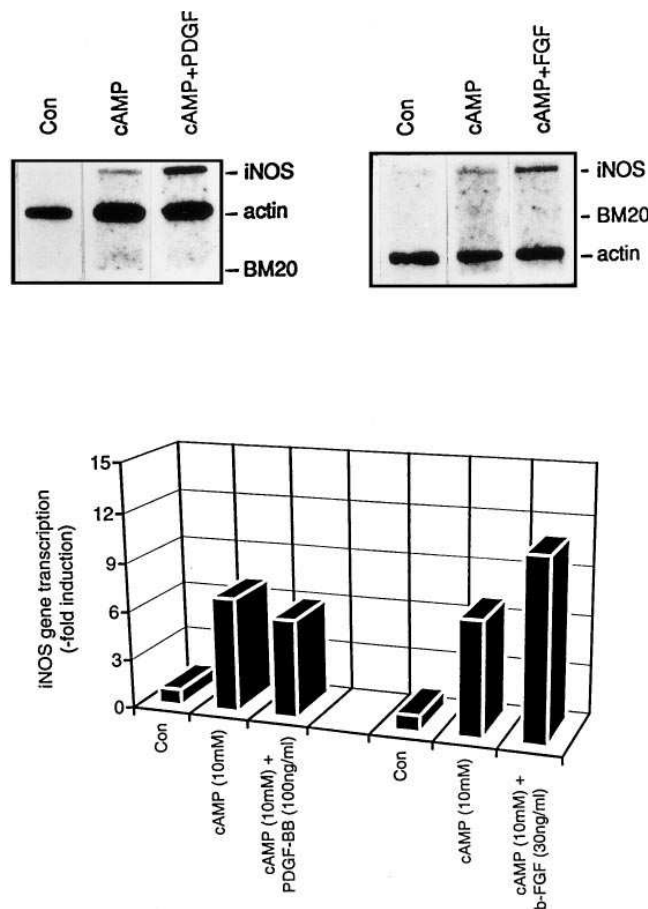 Con
cAMP
cAMP+PDGF
iNOS
actin
BM20
Con
cAMP
cAMP+FGF
iNOS
BM20
actin
iNOS gene transcription
(-fold induction)
15
12
9
6
3
0
Con
cAMP (10mM)
cAMP (10mM) +
PDGF-BB (100ng/ml)
Con
cAMP (10mM)
cAMP (10mM) +
b-FGF (30ng/ml)